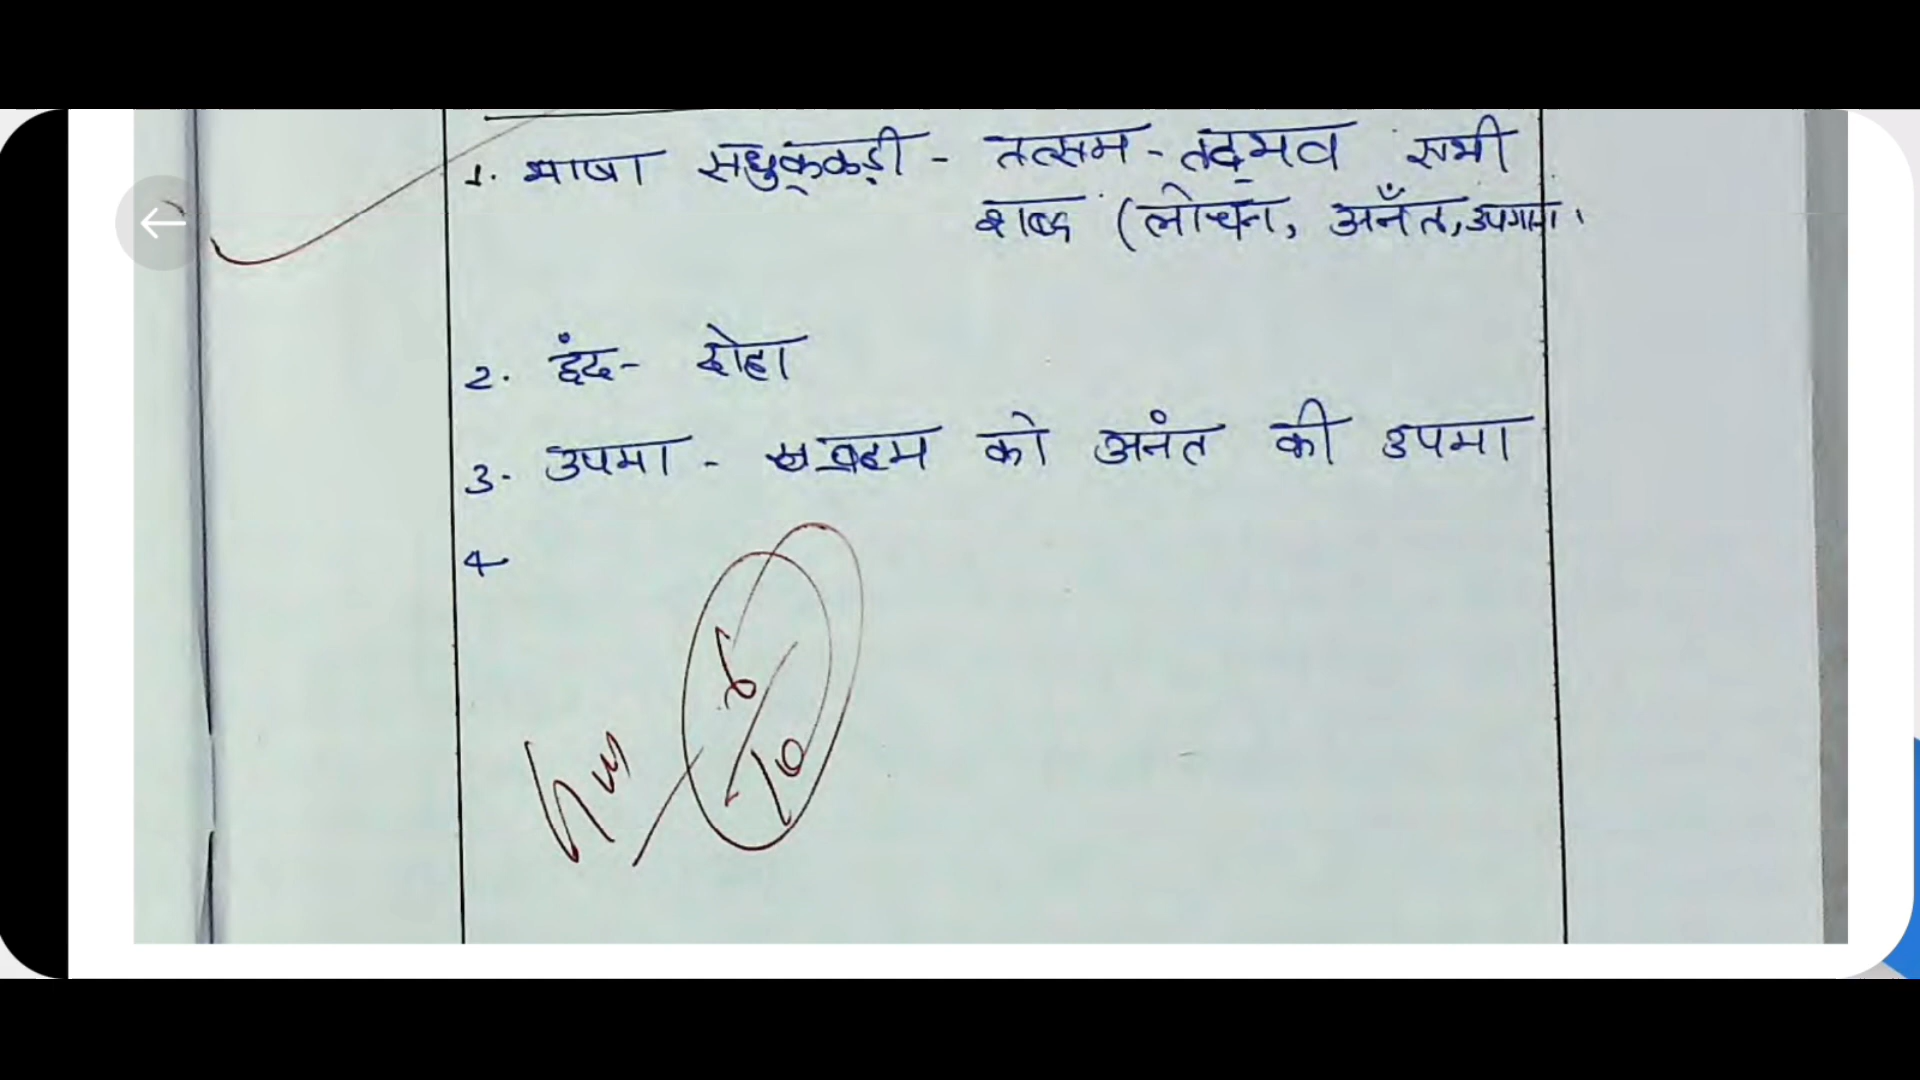 1. भाषा सधुक्कड़ी - तत्सम - तद्भव सभी
शब्द (लोचन, अनँत, उपगार।
2. छंद - दोहा
3. उपमा - ब्रह्म को अनंत की उपमा
4
6/10